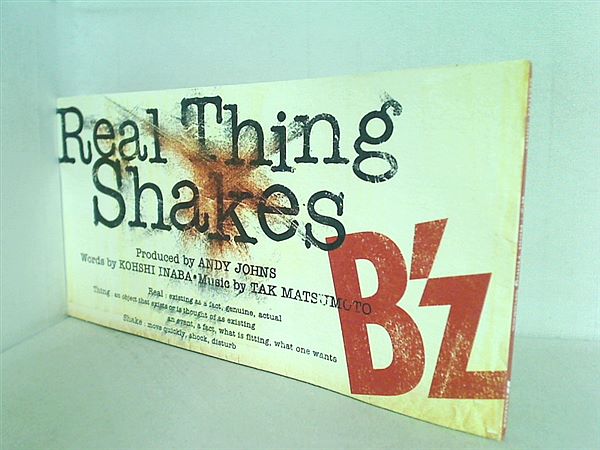 Real Thing
Shakes
B'z
Produced by ANDY JOHNS
Words by KOHSHI INABA•Music by TAK MATSUMOTO
Real : existing as a fact, genuine, actual
Thing : an object that exists or is thought of as existing
an event, a fact, what is fitting, what one wants
Shake : move quickly, shock, disturb